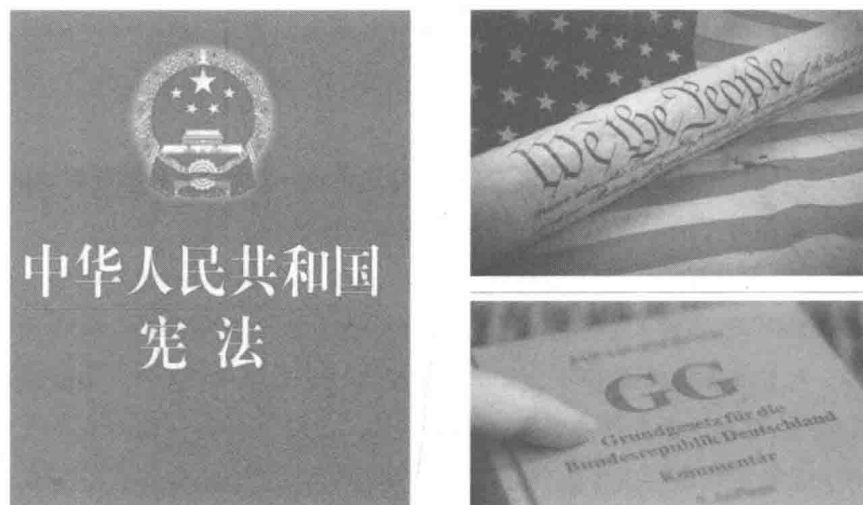 中华人民共和国
宪法
We the People
GG
Grundgesetz für die
Bundesrepublik Deutschland
Kommentar